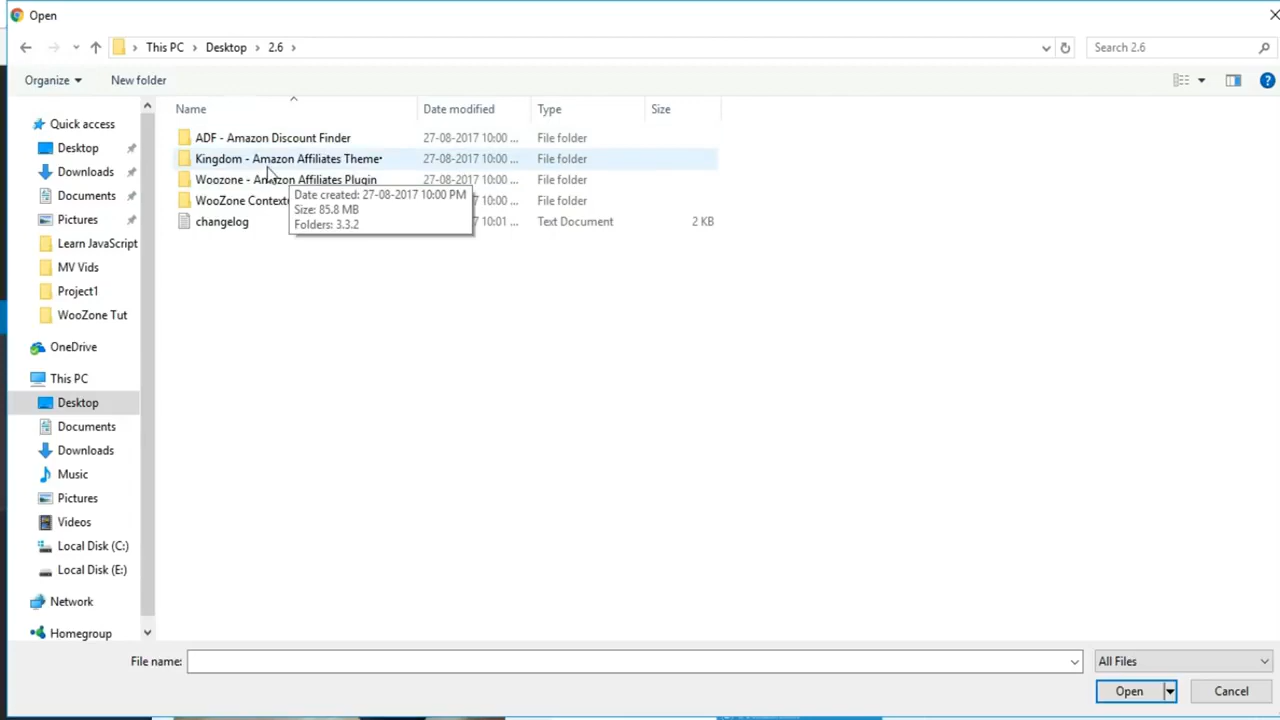 Open
This PC Desktop 2.6
Search 2.6
Organize New folder
Name Date modified Type Size
Quick access
Desktop
Downloads
Documents
Pictures
Learn JavaScript
MV Vids
Project1
WooZone Tut
OneDrive
This PC
Desktop
Documents
Downloads
Music
Pictures
Videos
Local Disk (C:)
Local Disk (E:)
Network
Homegroup
ADF - Amazon Discount Finder 27-08-2017 10:00 ... File folder
Kingdom - Amazon Affiliates Theme 27-08-2017 10:00 ... File folder
Woozone - Amazon Affiliates Plugin 27-08-2017 10:00 ... File folder
WooZone 10:00 ... File folder
changelog 10:01 ... Text Document 2 KB
Date created: 27-08-2017 10:00 PM
Size: 85.8 MB
Folders: 3.3.2
File name:
All Files
Open Cancel